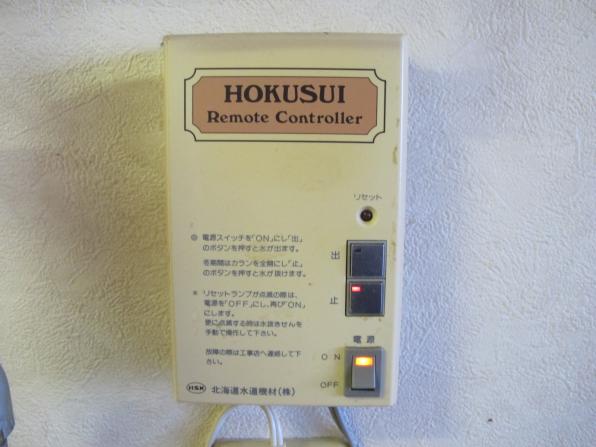 HOKUSUI
Remote Controller
リセット
◎ 電源スイッチを「ON」にし「出」
のボタンを押すと水が出ます。
冬期間はカランを全開にし「止」
のボタンを押すと水が抜けます。
出
* リセットランプが点滅の際は、
電源を「OFF」にし、再び「ON」
にします。
更に点滅する時は水抜きせんを
手動で操作して下さい。
止
故障の際は工事店へ連絡して下
さい。
電源
ON
OFF
HSK 北海道水道機材(株)